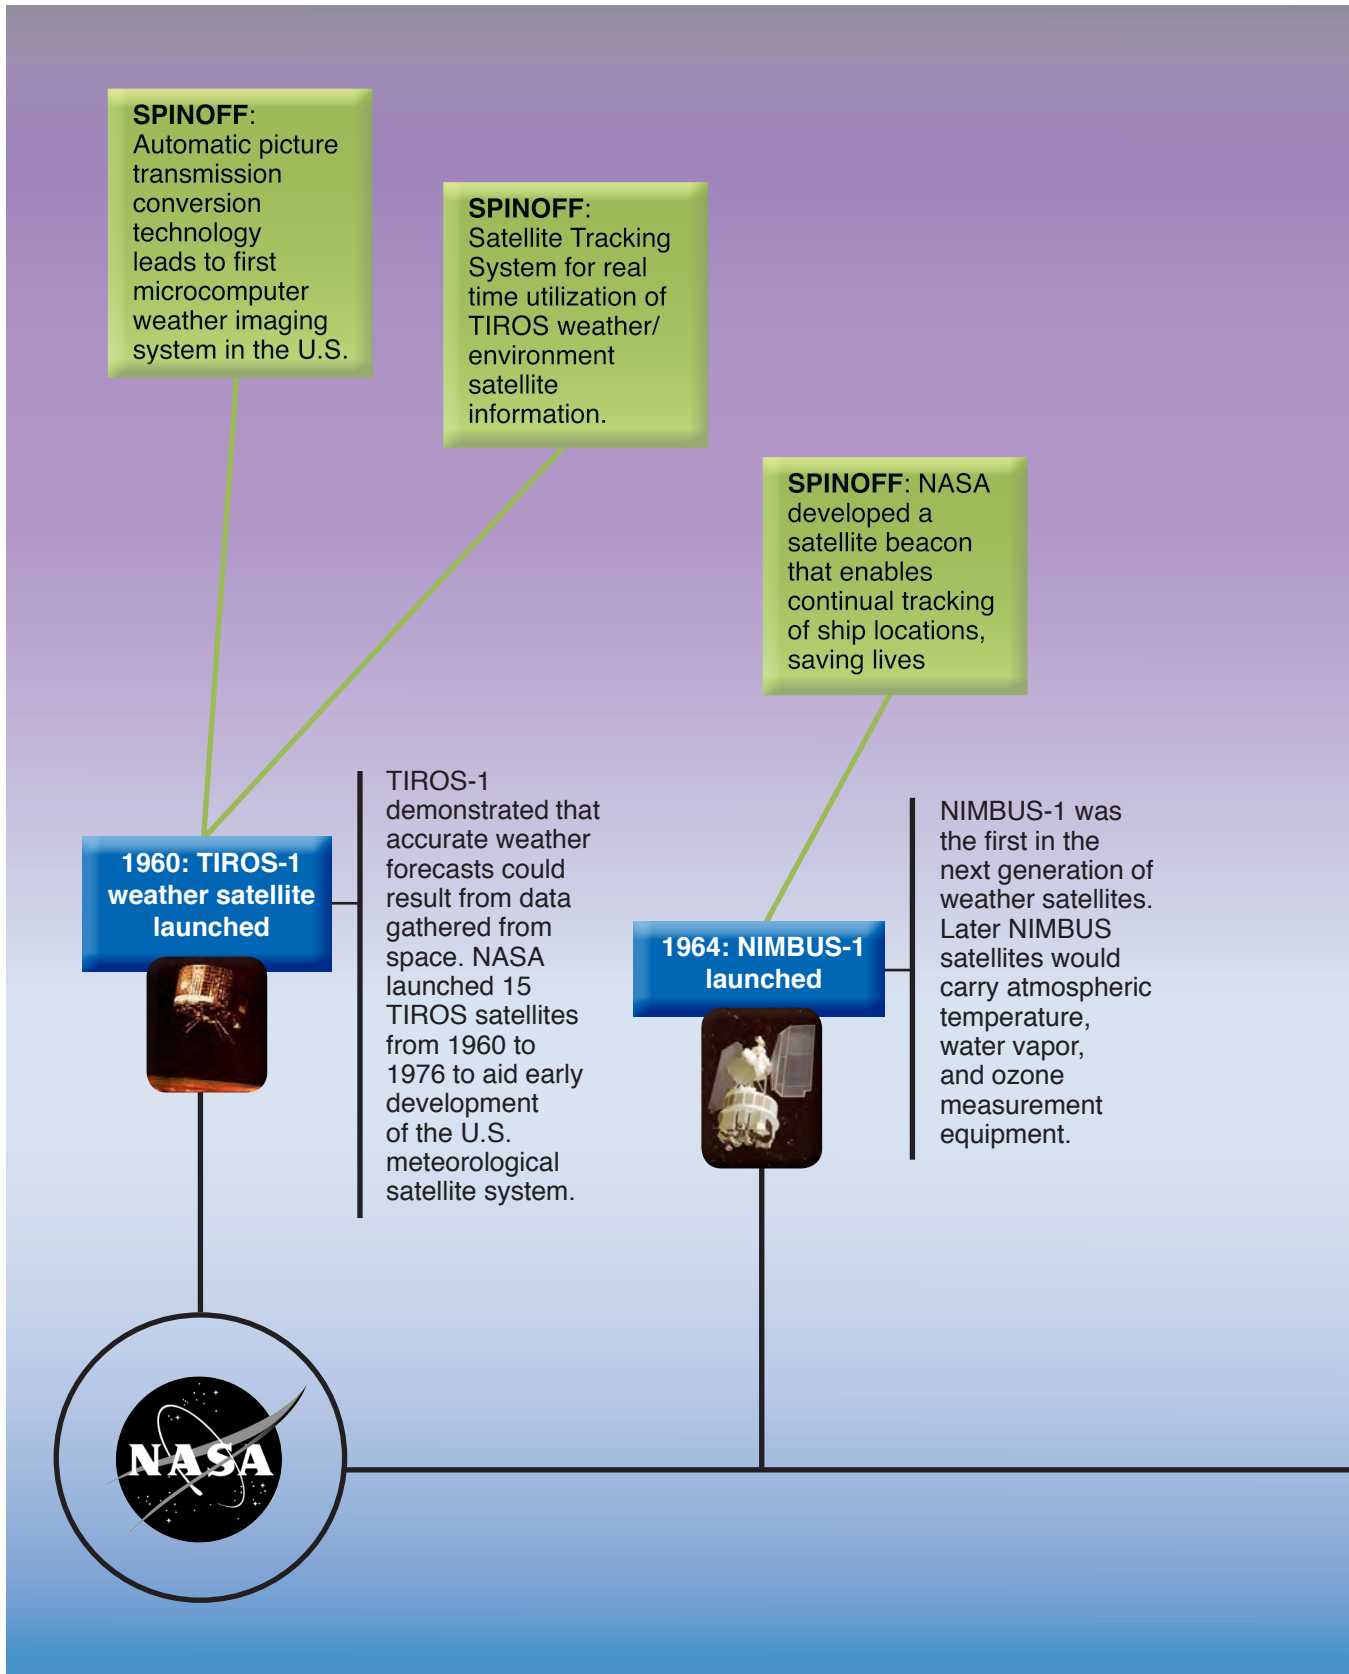 SPINOFF:
Automatic picture
transmission
conversion
technology
leads to first
microcomputer
weather imaging
system in the U.S.
SPINOFF:
Satellite Tracking
System for real
time utilization of
TIROS weather/
environment
satellite
information.
SPINOFF: NASA
developed a
satellite beacon
that enables
continual tracking
of ship locations,
saving lives
1960: TIROS-1
weather satellite
launched
TIROS-1
demonstrated that
accurate weather
forecasts could
result from data
gathered from
space. NASA
launched 15
TIROS satellites
from 1960 to
1976 to aid early
development
of the U.S.
meteorological
satellite system.
1964: NIMBUS-1
launched
NIMBUS-1 was
the first in the
next generation of
weather satellites.
Later NIMBUS
satellites would
carry atmospheric
temperature,
water vapor,
and ozone
measurement
equipment.
NASA